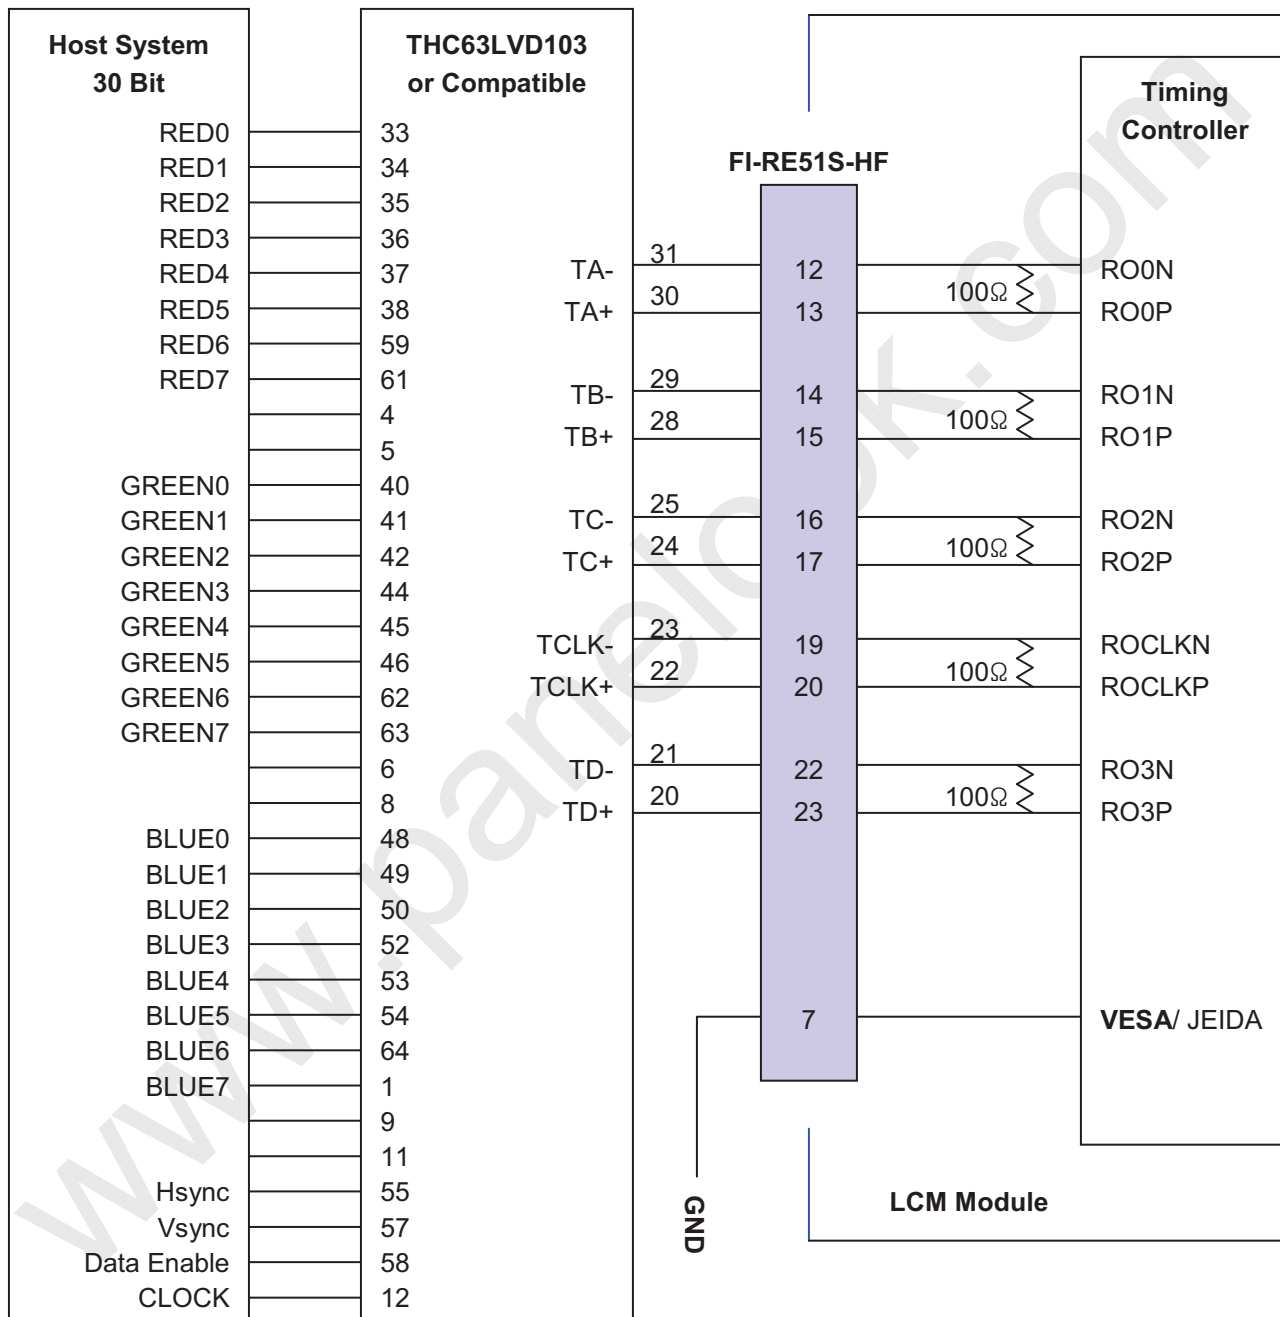 Host System
30 Bit
RED0
RED1
RED2
RED3
RED4
RED5
RED6
RED7
GREEN0
GREEN1
GREEN2
GREEN3
GREEN4
GREEN5
GREEN6
GREEN7
BLUE0
BLUE1
BLUE2
BLUE3
BLUE4
BLUE5
BLUE6
BLUE7
Hsync
Vsync
Data Enable
CLOCK
THC63LVD103
or Compatible
33
34
35
36
37
38
59
61
4
5
40
41
42
44
45
46
62
63
6
8
48
49
50
52
53
54
64
1
9
11
55
57
58
12
TA-
TA+
TB-
TB+
TC-
TC+
TCLK-
TCLK+
TD-
TD+
31
30
29
28
25
24
23
22
21
20
FI-RE51S-HF
12
13
14
15
16
17
19
20
22
23
7
GND
100Ω
100Ω
100Ω
100Ω
100Ω
Timing
Controller
RO0N
RO0P
RO1N
RO1P
RO2N
RO2P
ROCLKN
ROCLKP
RO3N
RO3P
VESA/ JEIDA
LCM Module
www.panelook.com